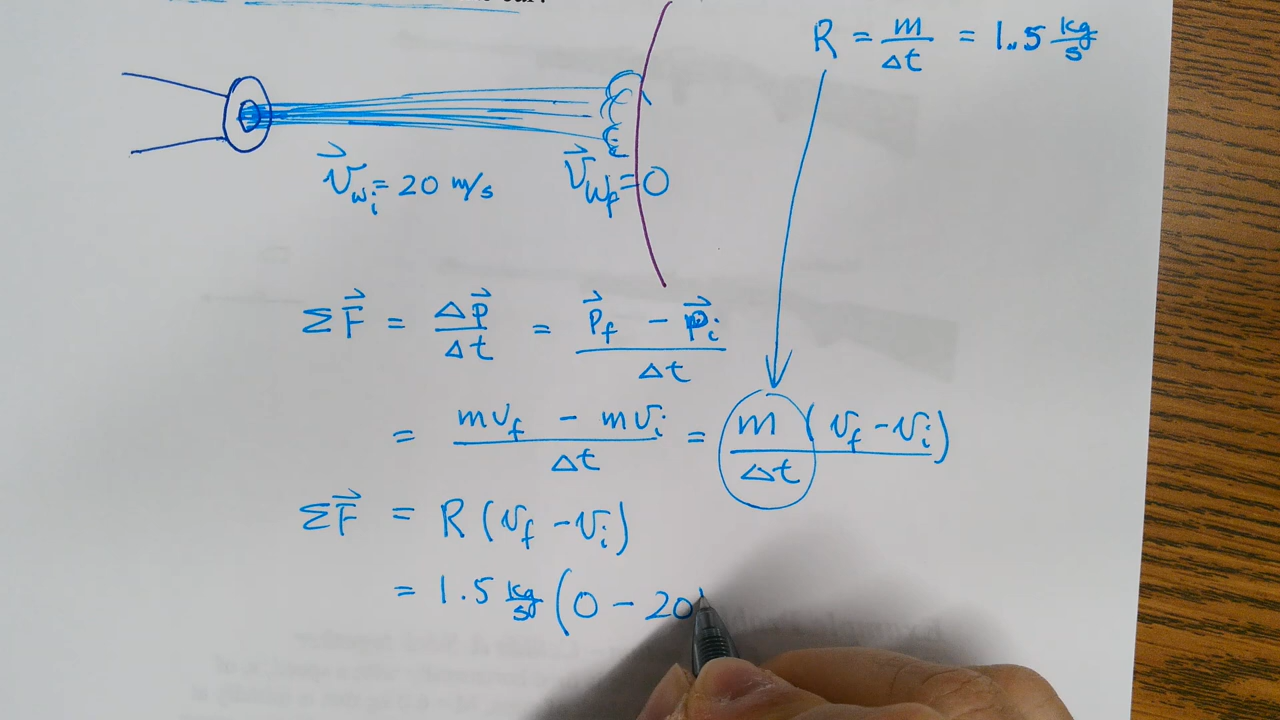 R = m/Δt = 1.5 kg/s
v⃗wi = 20 m/s
v⃗wf = 0
ΣF⃗ = Δp⃗/Δt = (p⃗f − p⃗i)/Δt
= (mvf − mvi)/Δt = m/Δt (vf − vi)
ΣF⃗ = R(vf − vi)
= 1.5 kg/s (0 − 20